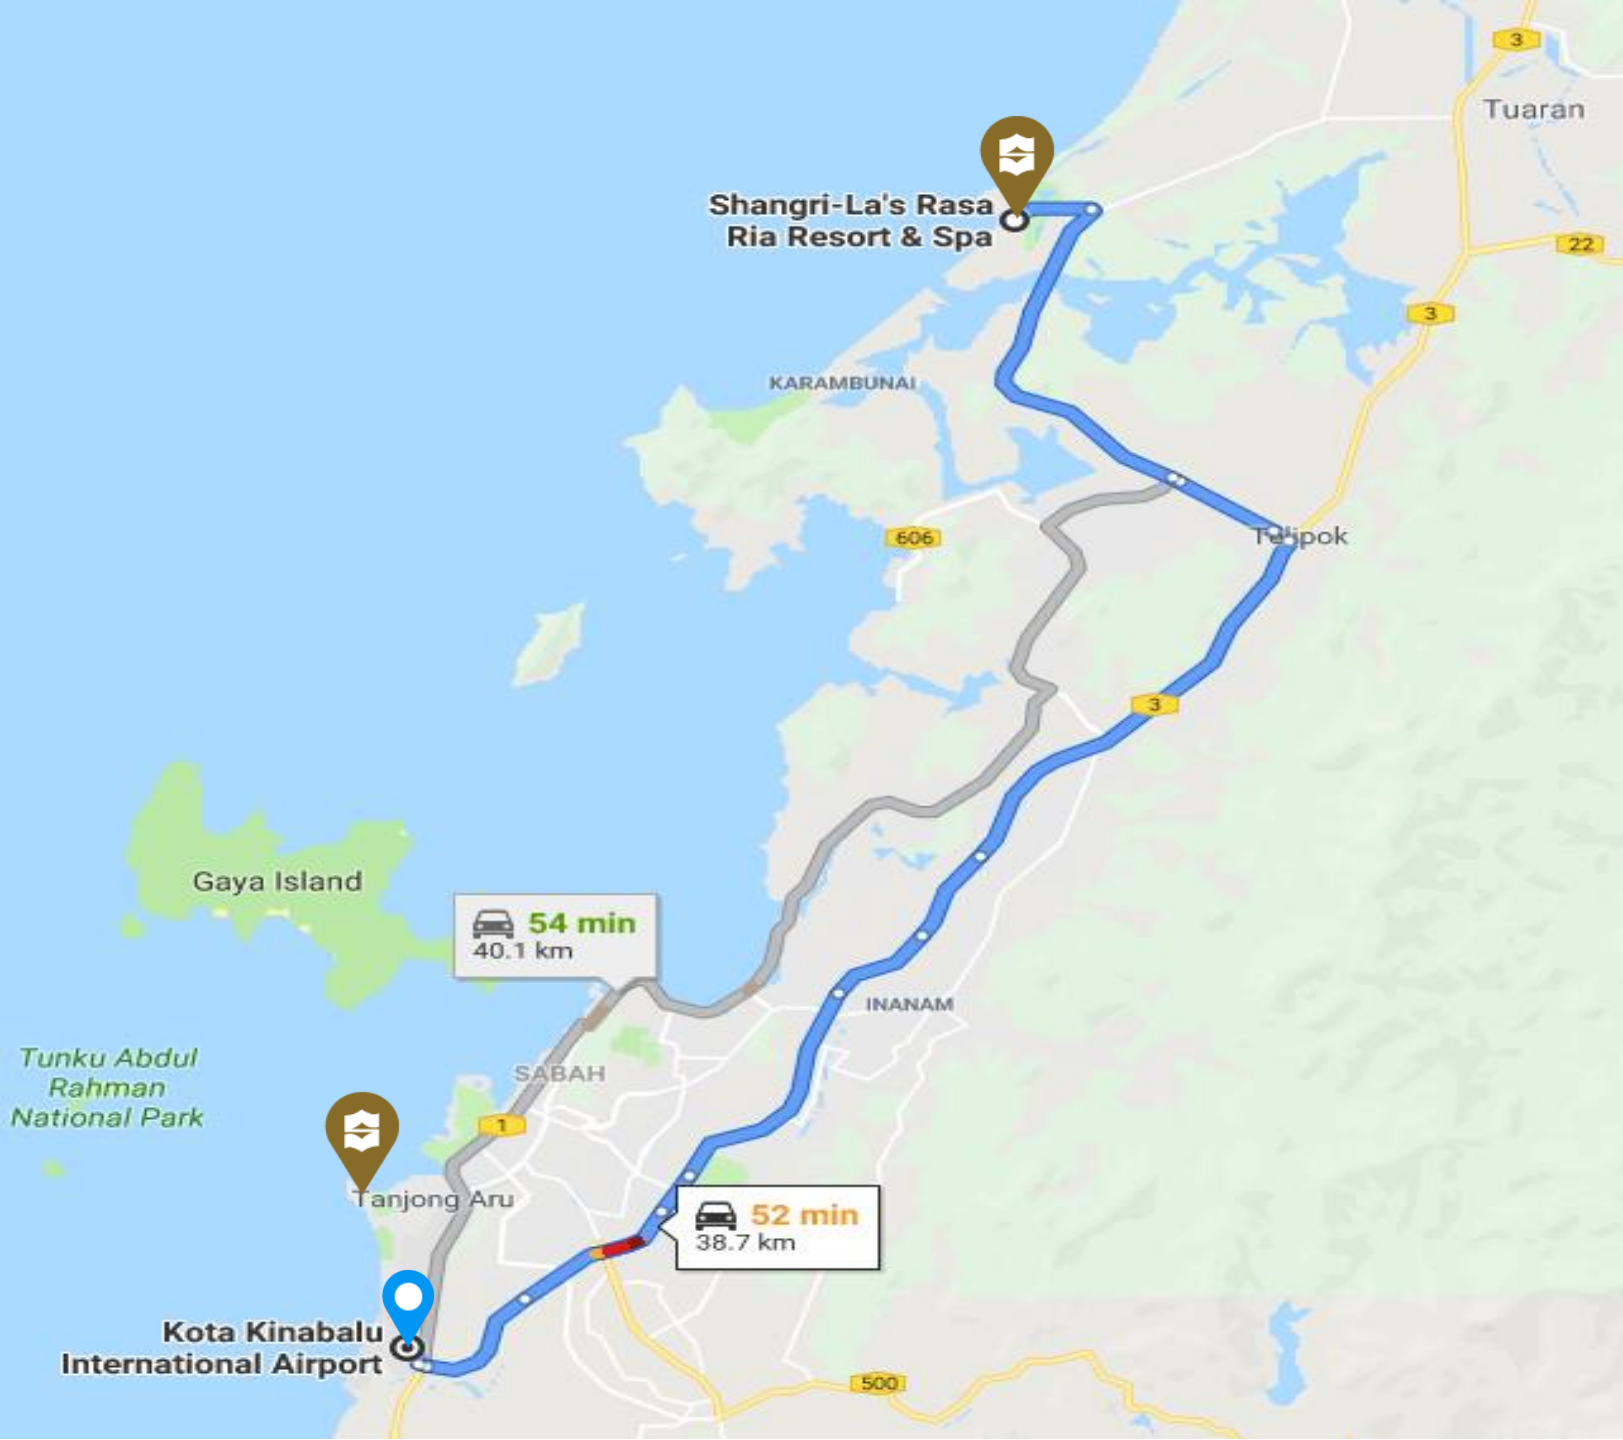 3
Tuaran
Shangri-La's Rasa
Ria Resort & Spa
22
3
KARAMBUNAI
606
Telipok
3
Gaya Island
54 min
40.1 km
INANAM
Tunku Abdul
Rahman
National Park
SABAH
1
Tanjong Aru
52 min
38.7 km
Kota Kinabalu
International Airport
500